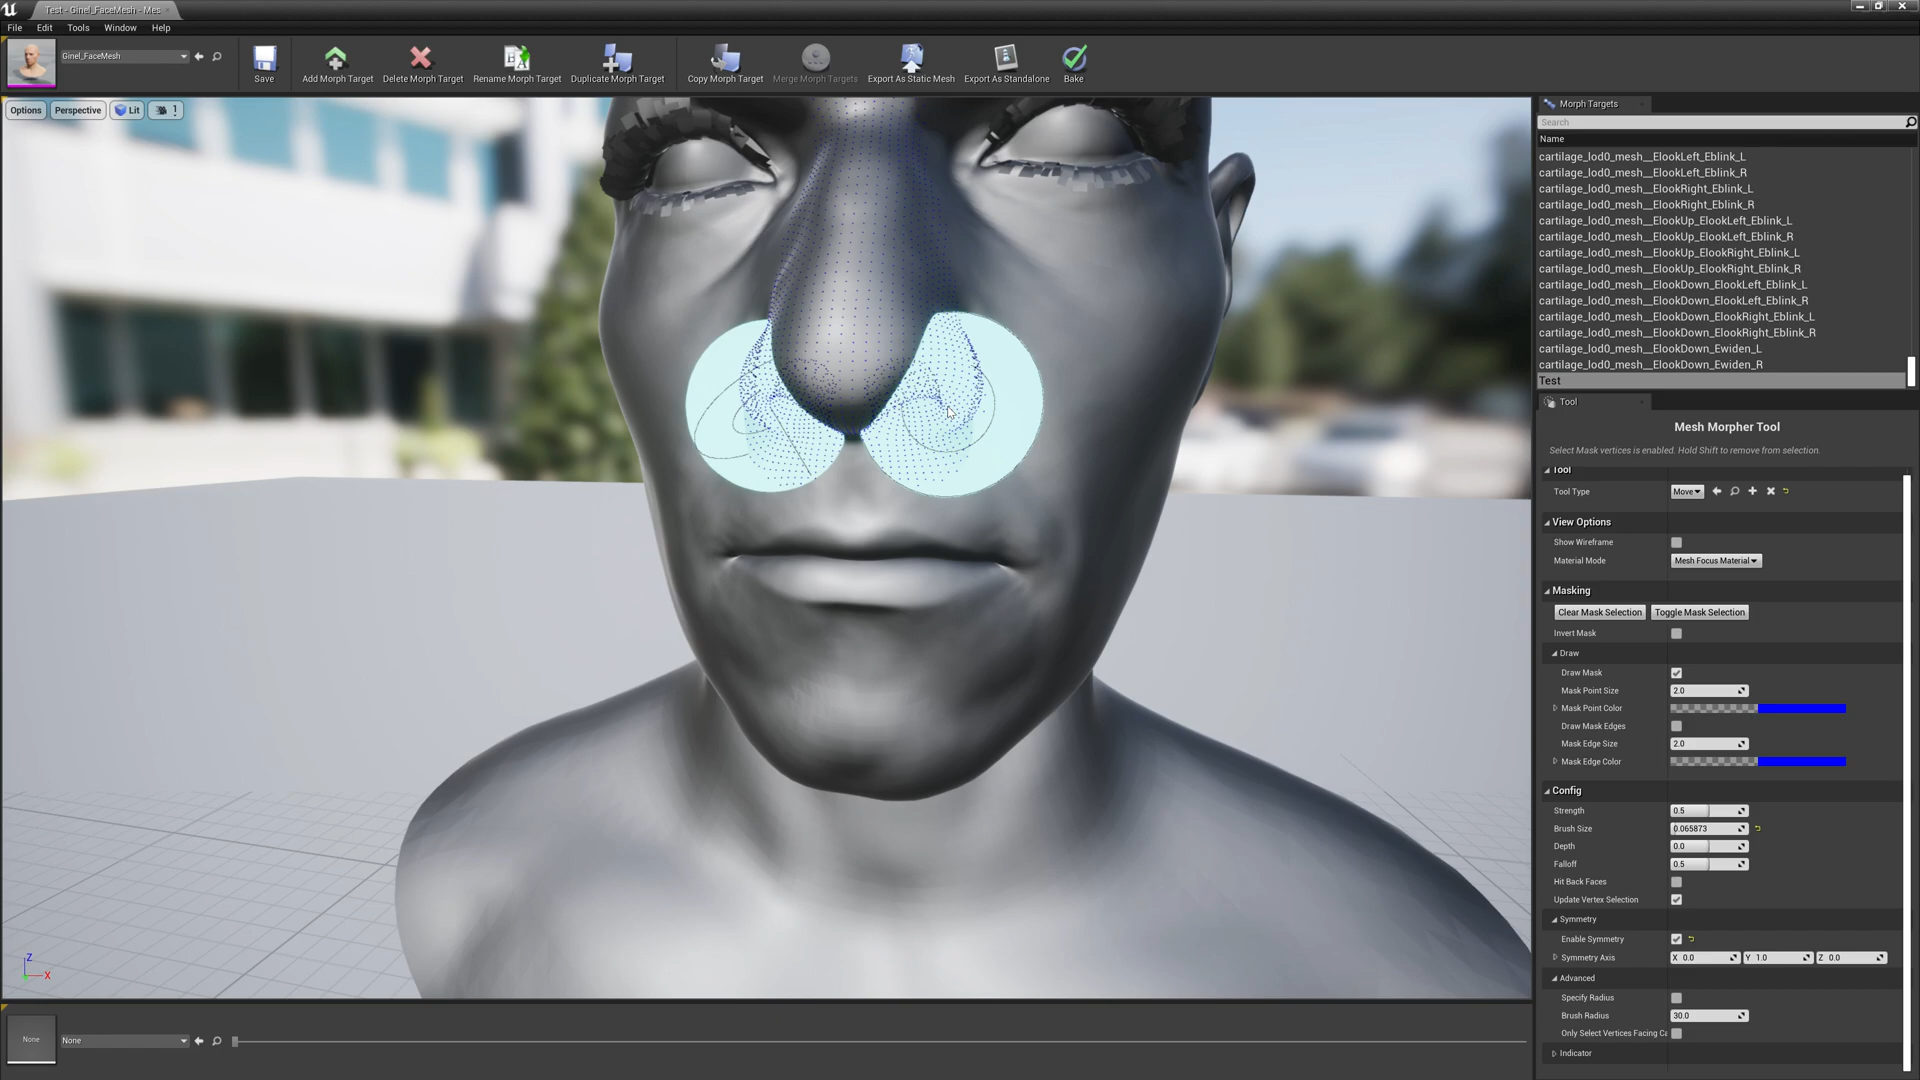 Test - Ginel_FaceMesh - Mes
File Edit Tools Window Help
Ginel_FaceMesh
Save
Add Morph Target
Delete Morph Target
Rename Morph Target
Duplicate Morph Target
Copy Morph Target
Merge Morph Targets
Export As Static Mesh
Export As Standalone
Bake
Options
Perspective
Lit
1
Morph Targets
Search
Name
cartilage_lod0_mesh__ElookLeft_Eblink_L
cartilage_lod0_mesh__ElookLeft_Eblink_R
cartilage_lod0_mesh__ElookRight_Eblink_L
cartilage_lod0_mesh__ElookRight_Eblink_R
cartilage_lod0_mesh__ElookUp_ElookLeft_Eblink_L
cartilage_lod0_mesh__ElookUp_ElookLeft_Eblink_R
cartilage_lod0_mesh__ElookUp_ElookRight_Eblink_L
cartilage_lod0_mesh__ElookUp_ElookRight_Eblink_R
cartilage_lod0_mesh__ElookDown_ElookLeft_Eblink_L
cartilage_lod0_mesh__ElookDown_ElookLeft_Eblink_R
cartilage_lod0_mesh__ElookDown_ElookRight_Eblink_L
cartilage_lod0_mesh__ElookDown_ElookRight_Eblink_R
cartilage_lod0_mesh__ElookDown_Ewiden_L
cartilage_lod0_mesh__ElookDown_Ewiden_R
Test
Tool
Mesh Morpher Tool
Select Mask vertices is enabled. Hold Shift to remove from selection.
Tool
Tool Type Move
View Options
Show Wireframe
Material Mode Mesh Focus Material
Masking
Clear Mask Selection Toggle Mask Selection
Invert Mask
Draw
Draw Mask
Mask Point Size 2.0
Mask Point Color
Draw Mask Edges
Mask Edge Size 2.0
Mask Edge Color
Config
Strength 0.5
Brush Size 0.065873
Depth 0.0
Falloff 0.5
Hit Back Faces
Update Vertex Selection
Symmetry
Enable Symmetry
Symmetry Axis X 0.0 Y 1.0 Z 0.0
Advanced
Specify Radius
Brush Radius 30.0
Only Select Vertices Facing Ca
Indicator
Z
X
None
None